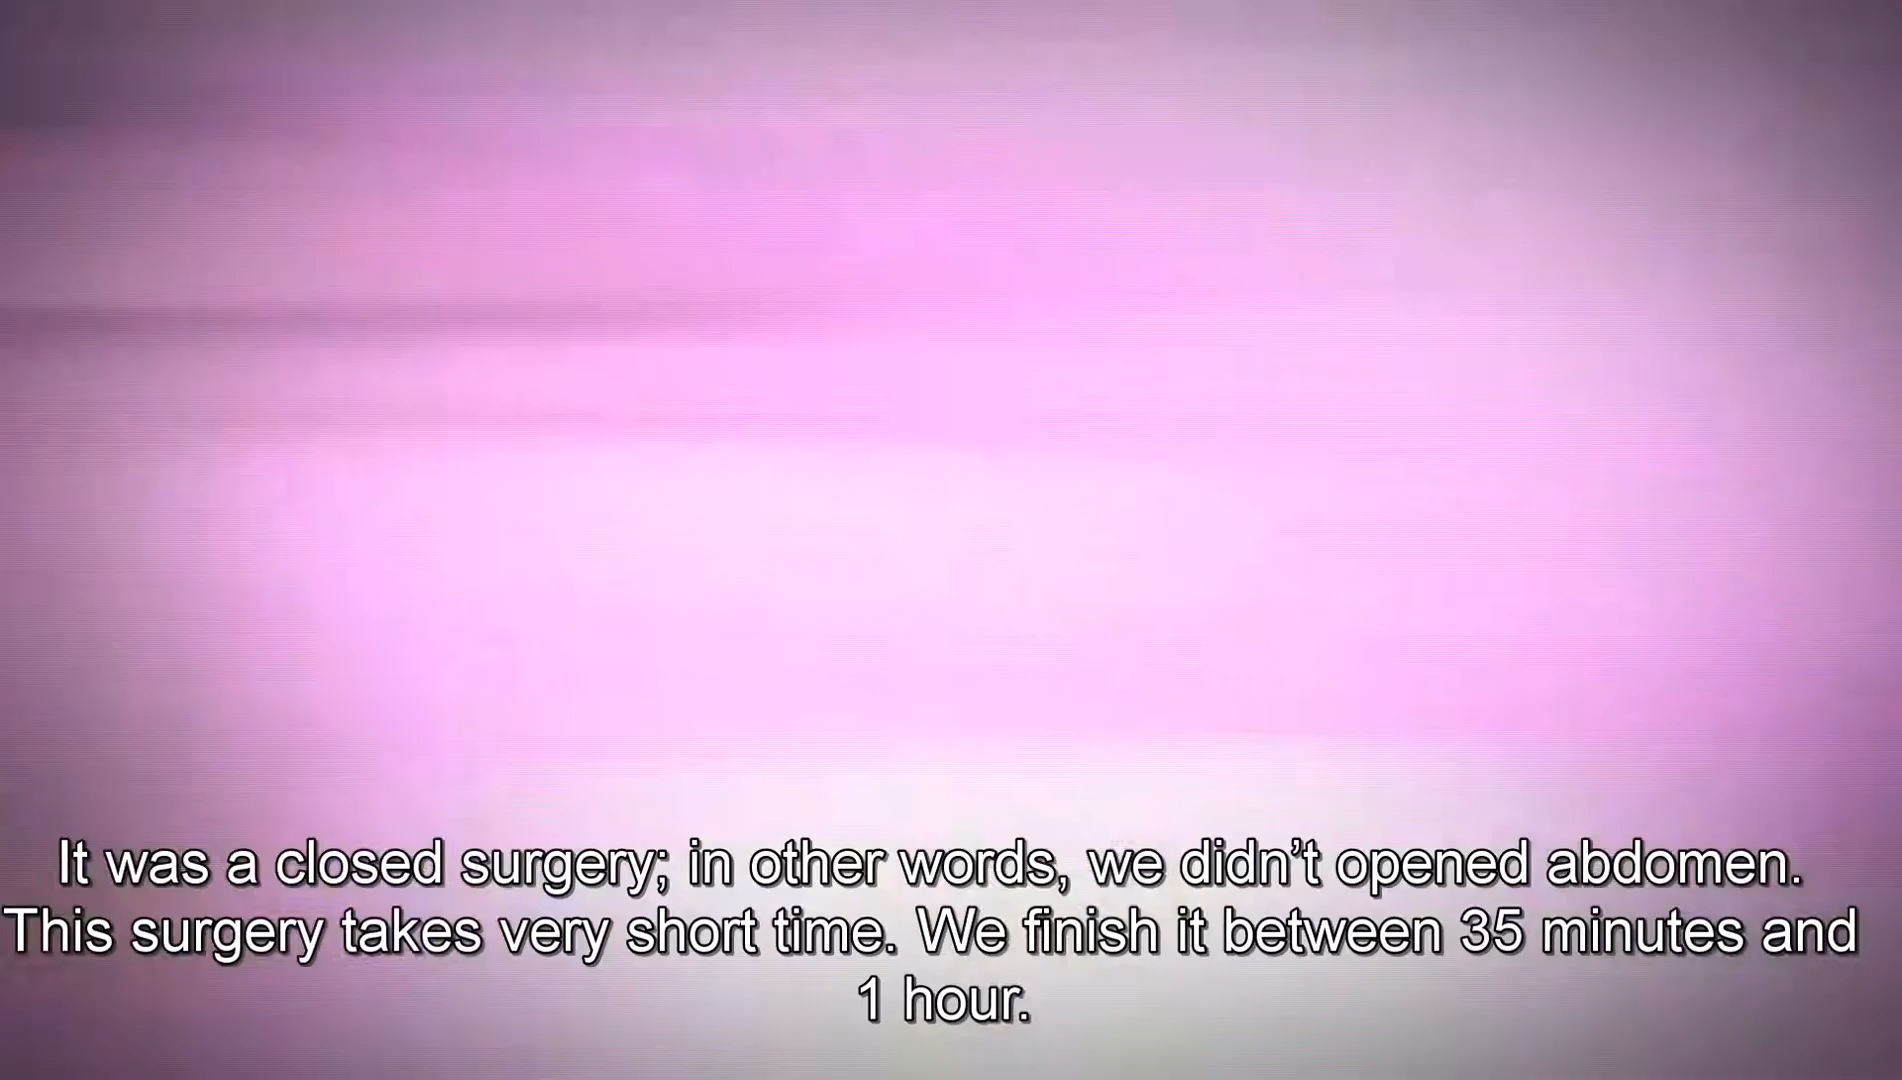 It was a closed surgery; in other words, we didn’t opened abdomen.
This surgery takes very short time. We finish it between 35 minutes and
1 hour.